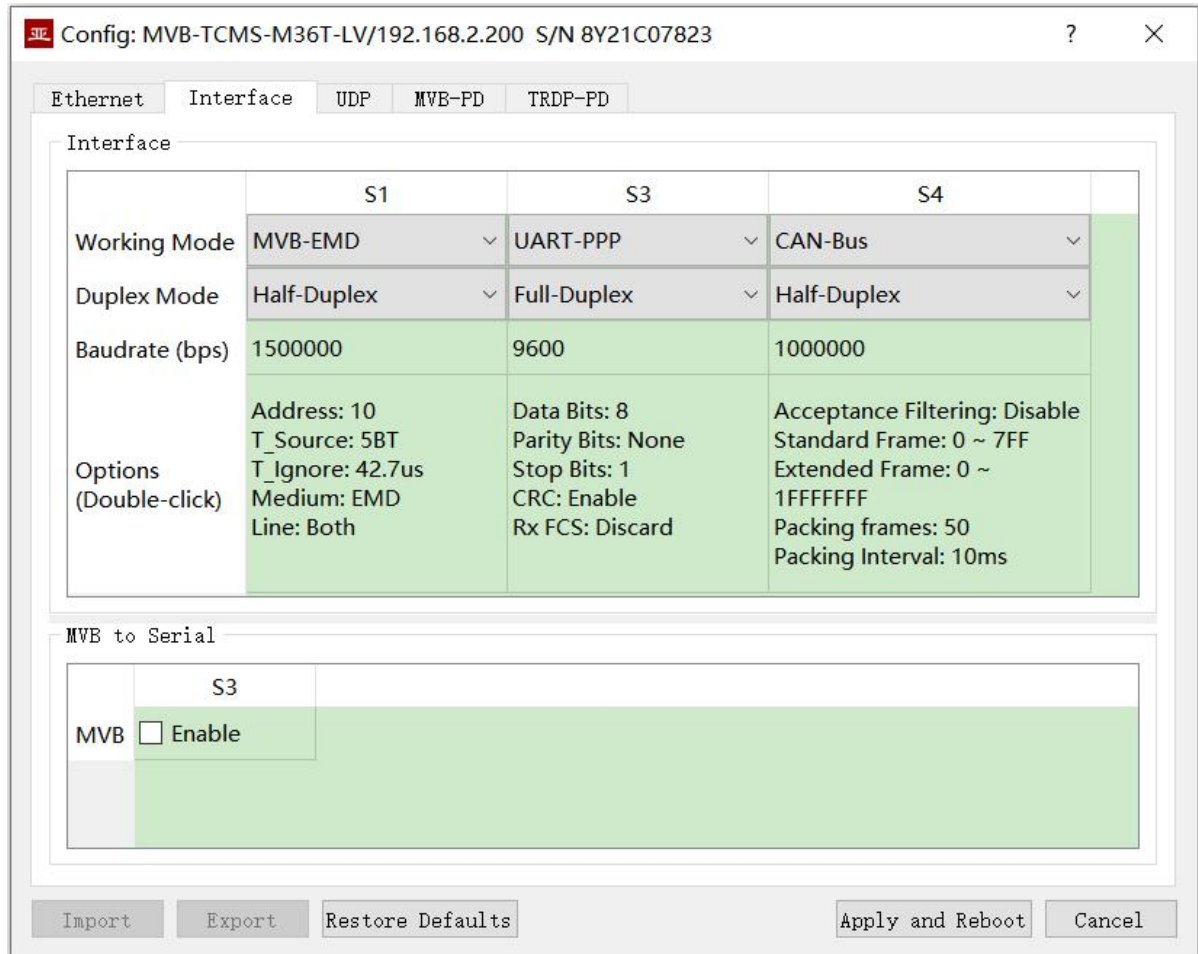 亚 Config: MVB-TCMS-M36T-LV/192.168.2.200 S/N 8Y21C07823 ?
Ethernet Interface UDP MVB-PD TRDP-PD
Interface
S1 S3 S4
Working Mode MVB-EMD UART-PPP CAN-Bus
Duplex Mode Half-Duplex Full-Duplex Half-Duplex
Baudrate (bps) 1500000 9600 1000000
Options
(Double-click)
Address: 10
T_Source: 5BT
T_Ignore: 42.7us
Medium: EMD
Line: Both
Data Bits: 8
Parity Bits: None
Stop Bits: 1
CRC: Enable
Rx FCS: Discard
Acceptance Filtering: Disable
Standard Frame: 0 ~ 7FF
Extended Frame: 0 ~
1FFFFFFF
Packing frames: 50
Packing Interval: 10ms
MVB to Serial
S3
MVB Enable
Import Export Restore Defaults Apply and Reboot Cancel